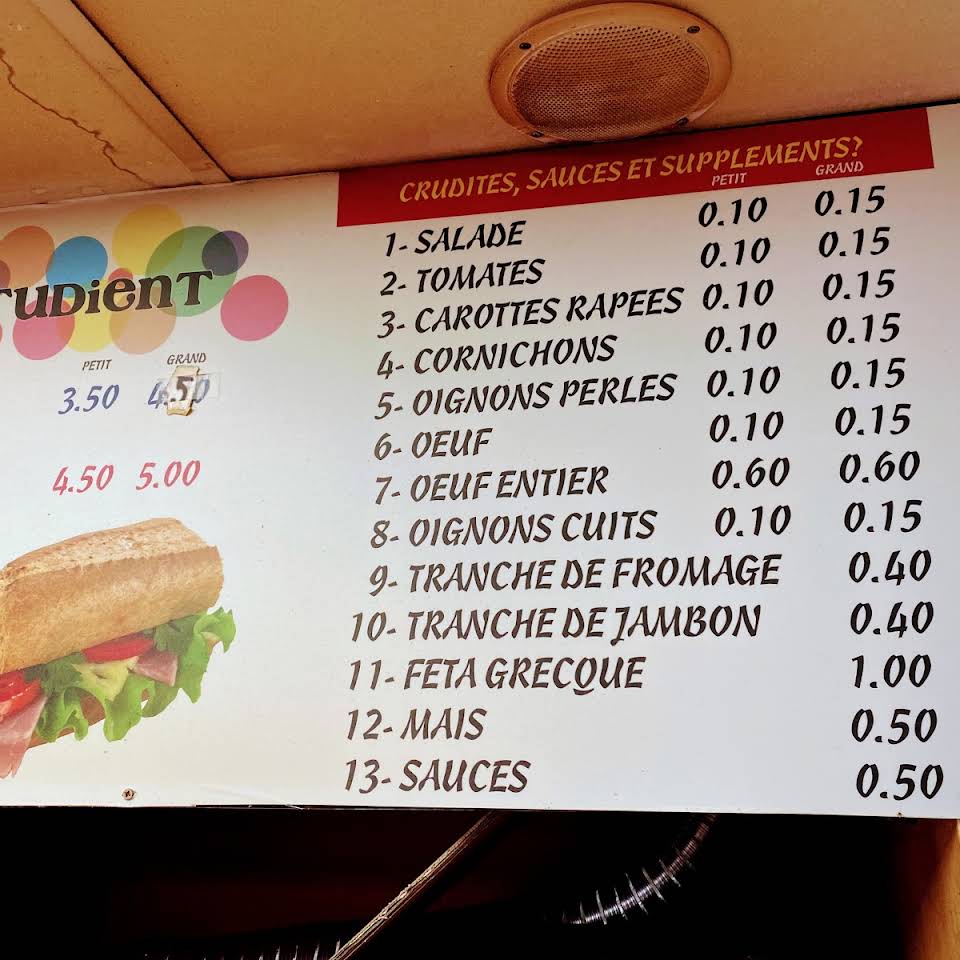 TUDIENT
PETIT GRAND
3.50 4.50
4.50 5.00
CRUDITES, SAUCES ET SUPPLEMENTS?
PETIT GRAND
1- SALADE 0.10 0.15
2- TOMATES 0.10 0.15
3- CAROTTES RAPEES 0.10 0.15
4- CORNICHONS 0.10 0.15
5- OIGNONS PERLES 0.10 0.15
6- OEUF 0.10 0.15
7- OEUF ENTIER 0.60 0.60
8- OIGNONS CUITS 0.10 0.15
9- TRANCHE DE FROMAGE 0.40
10- TRANCHE DE JAMBON 0.40
11- FETA GRECQUE 1.00
12- MAIS 0.50
13- SAUCES 0.50